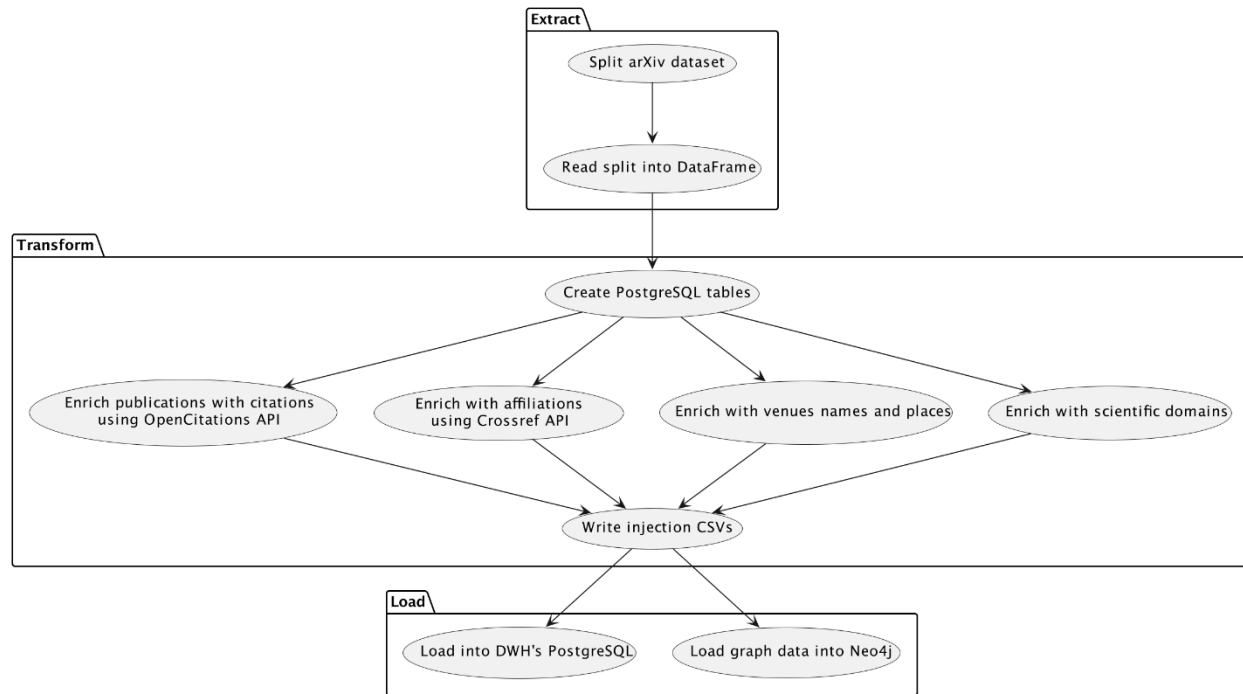 Extract
Split arXiv dataset
Read split into DataFrame
Transform
Create PostgreSQL tables
Enrich publications with citations
using OpenCitations API
Enrich with affiliations
using Crossref API
Enrich with venues names and places
Enrich with scientific domains
Write injection CSVs
Load
Load into DWH's PostgreSQL
Load graph data into Neo4j